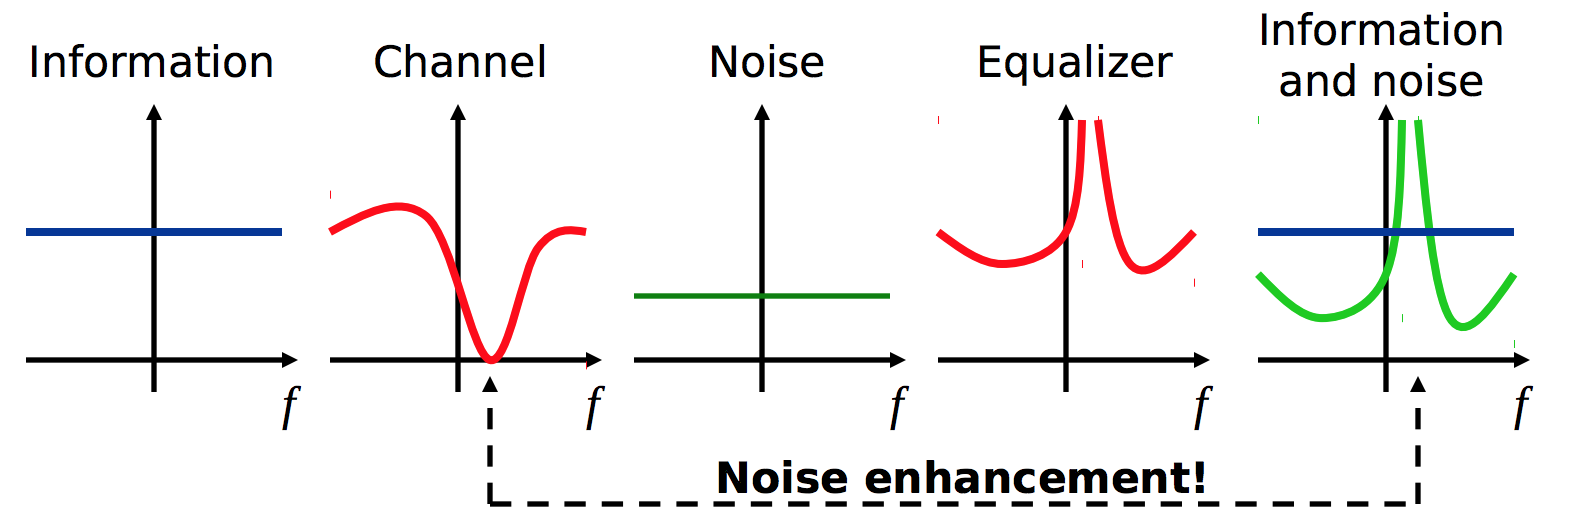 Information
Channel
Noise
Equalizer
Information
and noise
f
f
f
f
f
Noise enhancement!